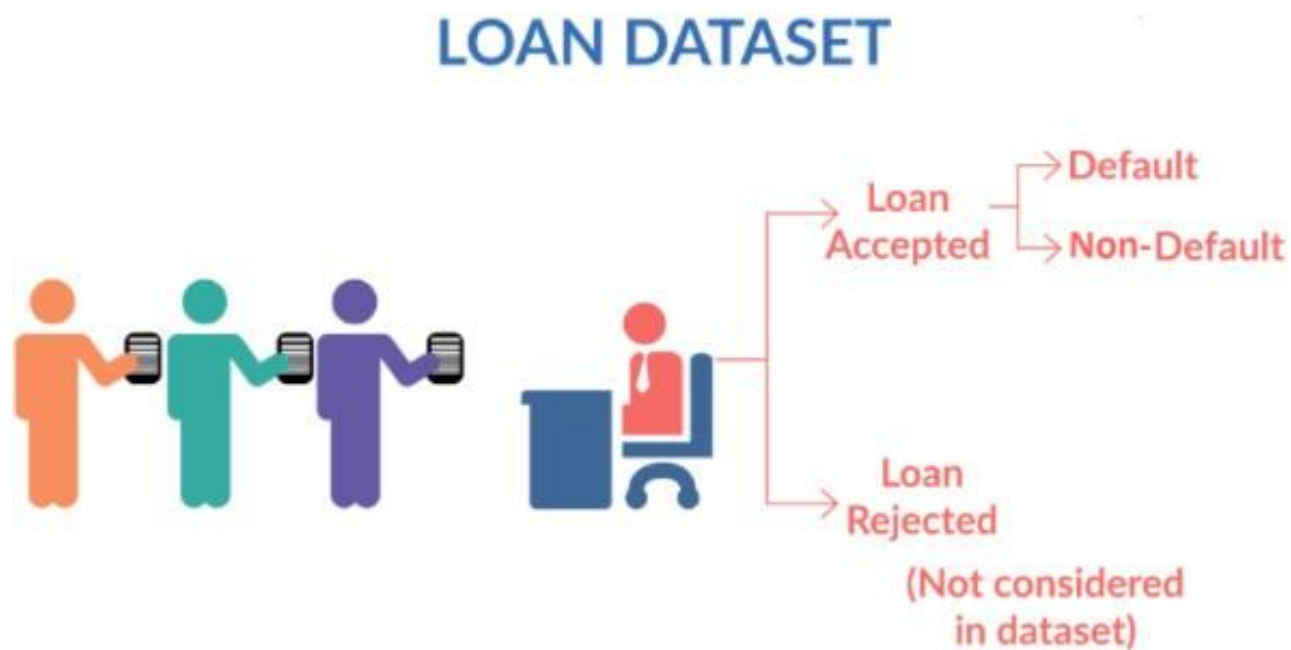 LOAN DATASET
Default
Loan
Accepted
Non-Default
Loan
Rejected
(Not considered
in dataset)